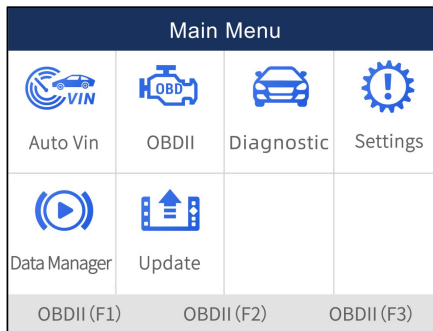 Main Menu
VIN
OBD
Auto Vin
OBDII
Diagnostic
Settings
Data Manager
Update
OBDII (F1)
OBDII (F2)
OBDII (F3)